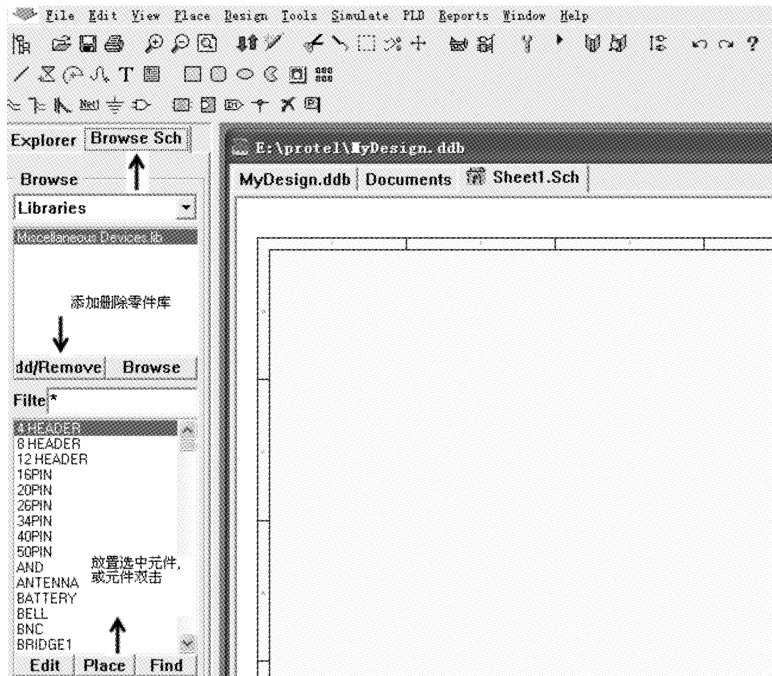 File Edit View Place Design Tools Simulate PLD Reports Window Help
T
Net1
Explorer Browse Sch
E:\protel\MyDesign.ddb
MyDesign.ddb Documents Sheet1.Sch
Browse
Libraries
Miscellaneous Devices.lib
添加删除零件库
dd/Remove Browse
Filte *
4 HEADER
8 HEADER
12 HEADER
16PIN
20PIN
26PIN
34PIN
40PIN
50PIN
AND
ANTENNA
BATTERY
BELL
BNC
BRIDGE1
放置选中元件,
或元件双击
Edit Place Find